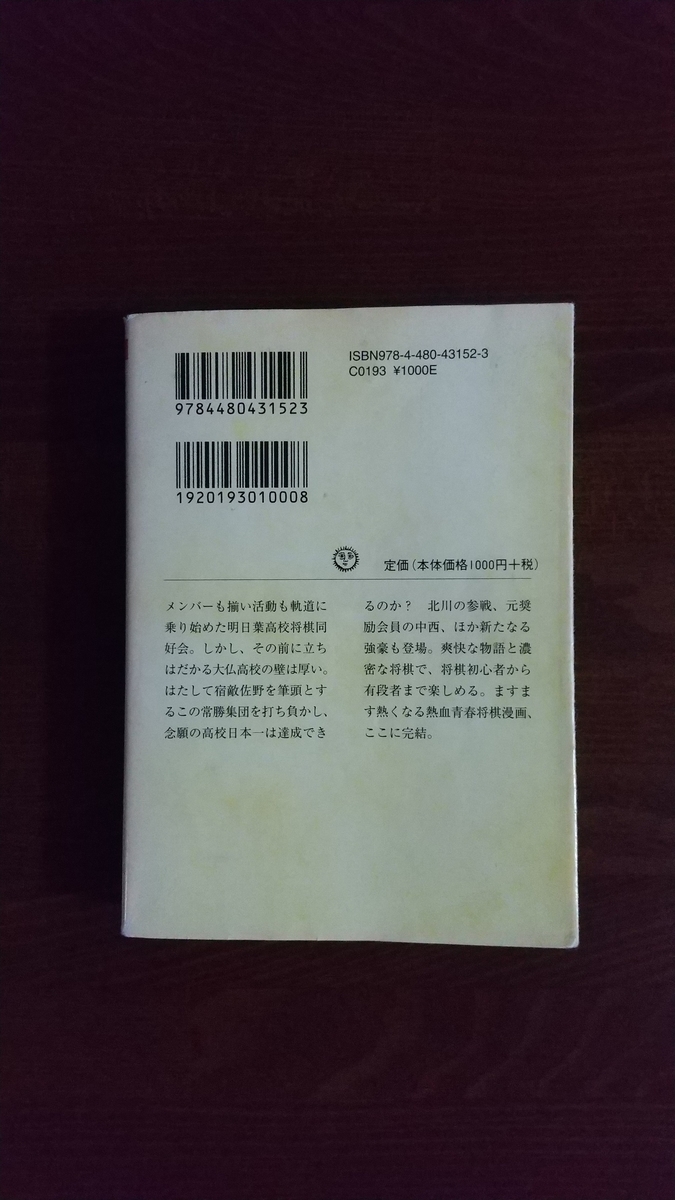 9784480431523
ISBN978-4-480-43152-3
C0193 ¥1000E
1920193010008
定価(本体価格1000円+税)
メンバーも揃い活動も軌道に
乗り始めた明日葉高校将棋同
好会。しかし、その前に立ち
はだかる大仏高校の壁は厚い。
はたして宿敵佐野を筆頭とす
るこの常勝集団を打ち負かし、
念願の高校日本一は達成でき
るのか? 北川の参戦、元奨
励会員の中西、ほか新たなる
強豪も登場。爽快な物語と濃
密な将棋で、将棋初心者から
有段者まで楽しめる。ますま
す熱くなる熱血青春将棋漫画、
ここに完結。